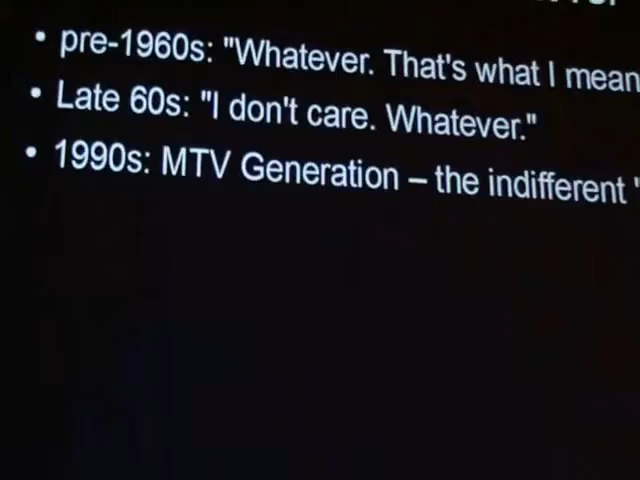 • pre-1960s: "Whatever. That's what I mean
• Late 60s: "I don't care. Whatever."
• 1990s: MTV Generation – the indifferent "